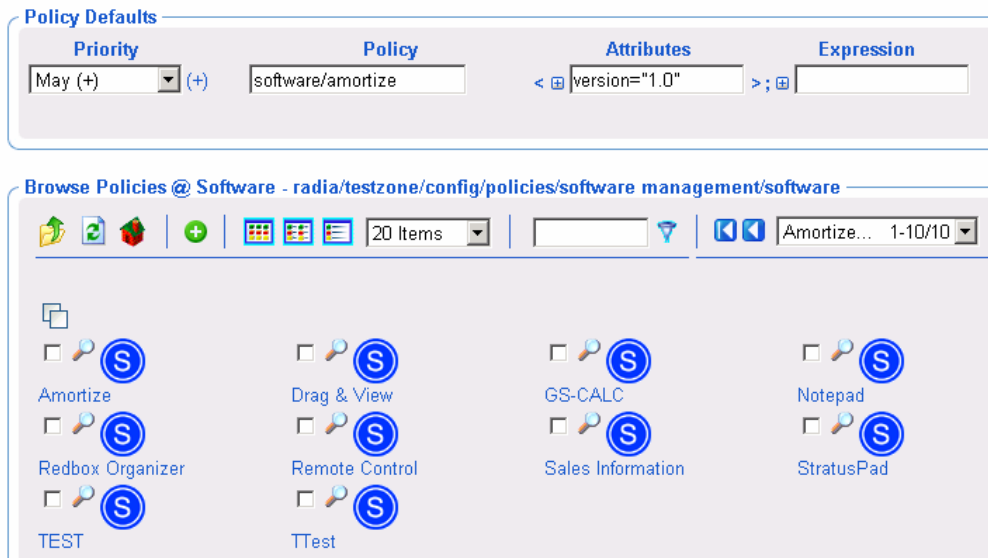 Policy Defaults
Priority Policy Attributes Expression
May (+) (+) software/amortize < version="1.0" > ;
Browse Policies @ Software - radia/testzone/config/policies/software management/software
20 Items Amortize... 1-10/10
S S S S
Amortize Drag & View GS-CALC Notepad
S S S S
Redbox Organizer Remote Control Sales Information StratusPad
S S
TEST TTest